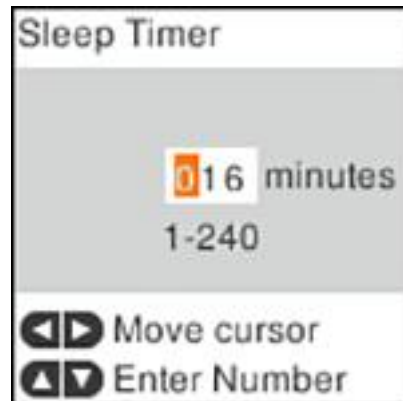 Sleep Timer
016 minutes
1-240
Move cursor
Enter Number